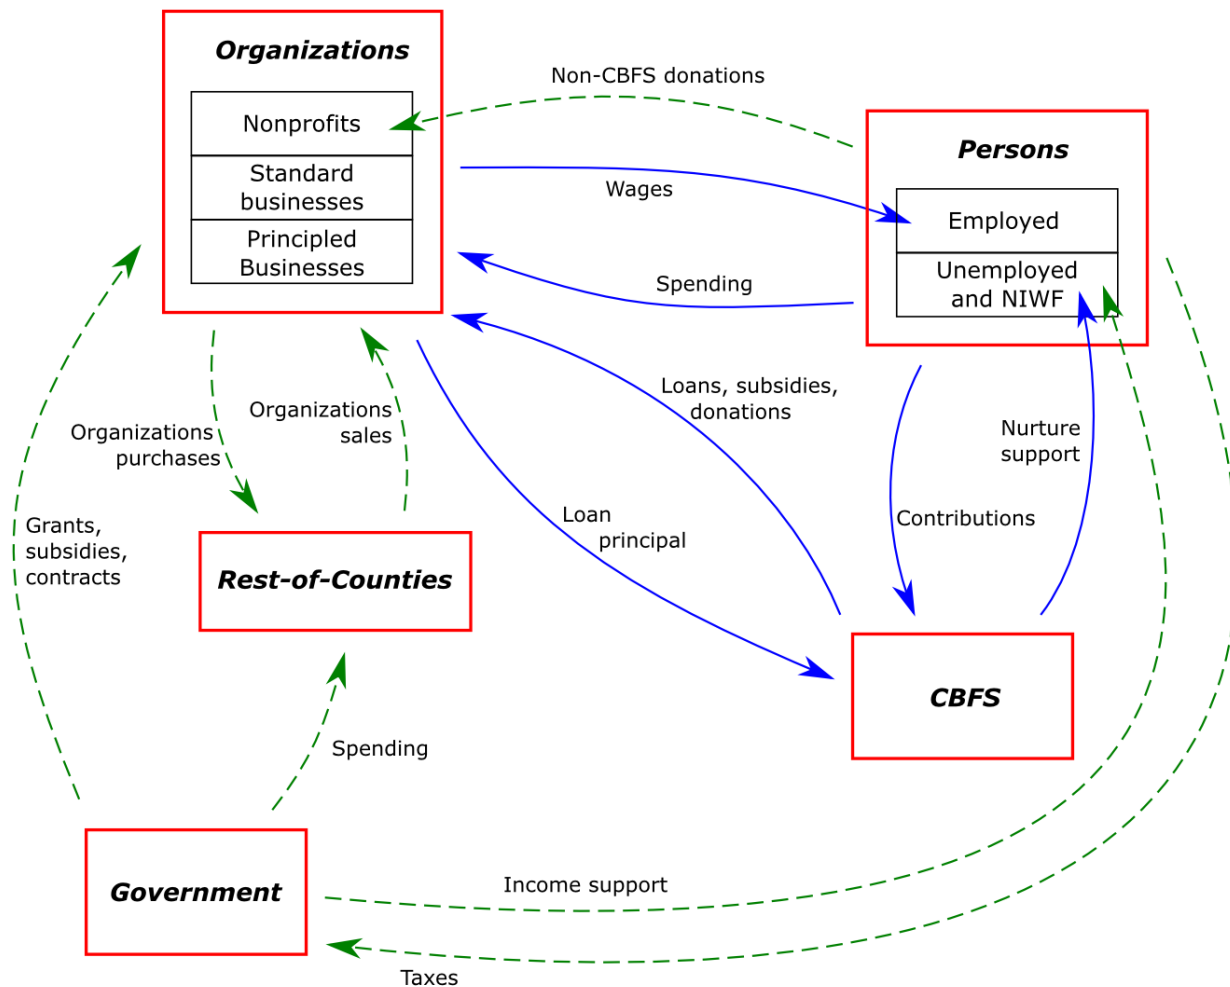 Organizations
Nonprofits
Standard
businesses
Principled
Businesses
Non-CBFS donations
Persons
Employed
Unemployed
and NIWF
Wages
Spending
Loans, subsidies,
donations
Nurture
support
Contributions
Organizations
purchases
Organizations
sales
Loan
principal
Grants,
subsidies,
contracts
Rest-of-Counties
CBFS
Spending
Government
Income support
Taxes